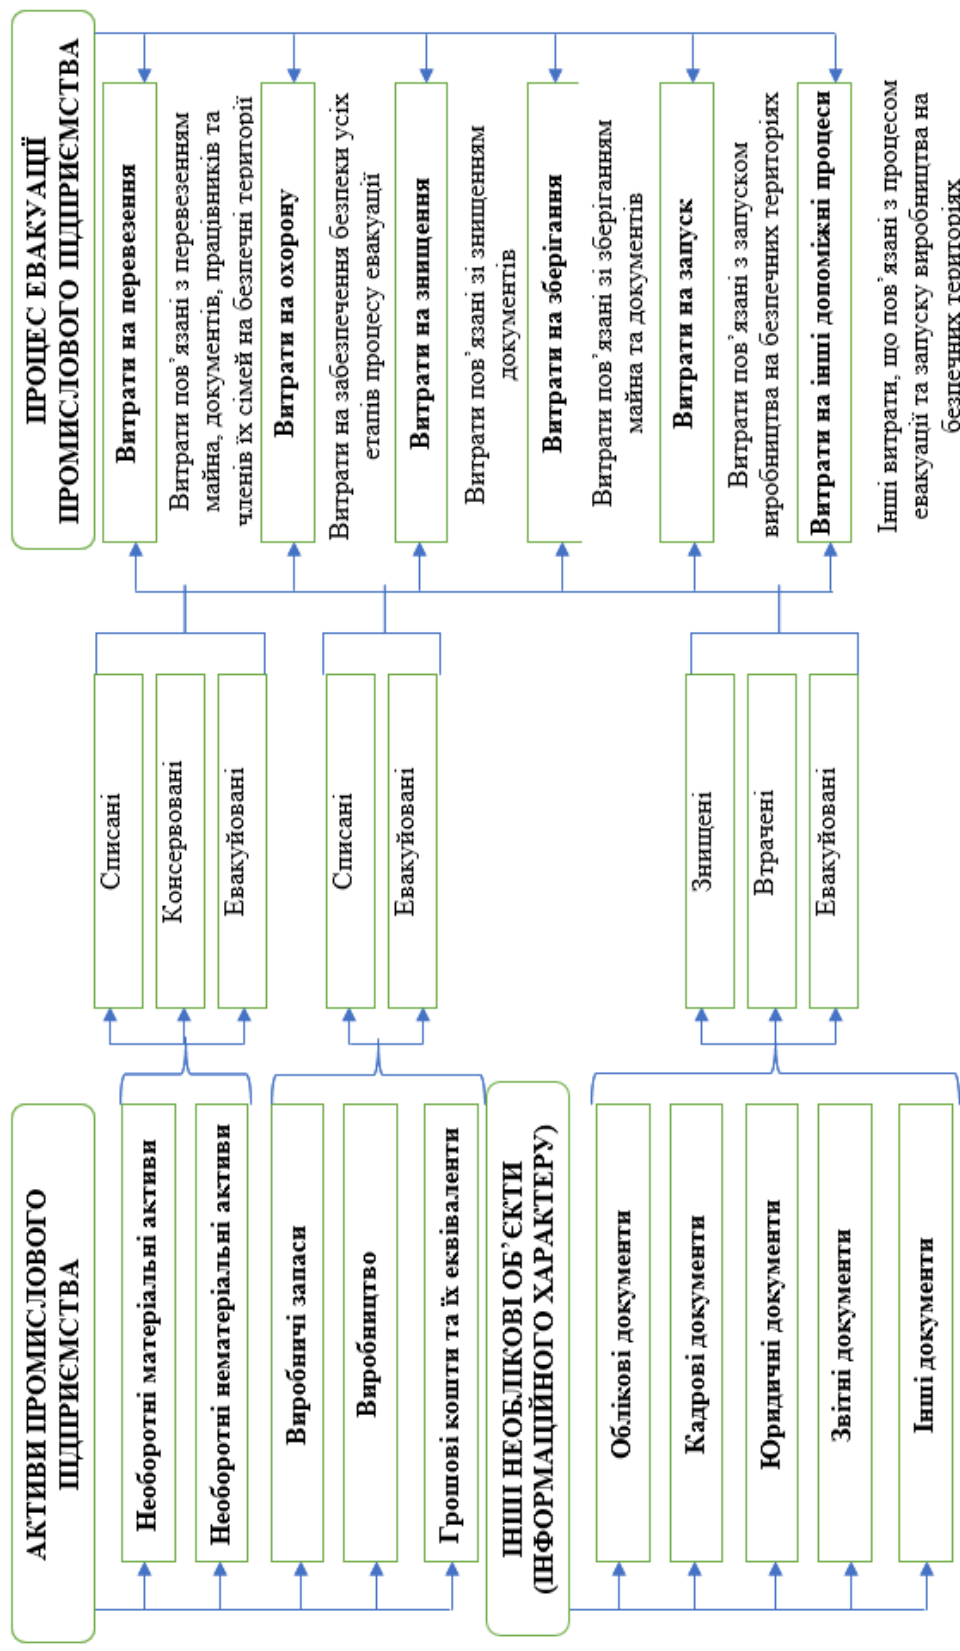 АКТИВИ ПРОМИСЛОВОГО
ПІДПРИЄМСТВА
Необоротні матеріальні активи
Необоротні нематеріальні активи
Виробничі запаси
Виробництво
Грошові кошти та їх еквіваленти
ІНШІ НЕОБЛІКОВІ ОБ’ЄКТИ
(ІНФОРМАЦІЙНОГО ХАРАКТЕРУ)
Облікові документи
Кадрові документи
Юридичні документи
Звітні документи
Інші документи
Списані
Консервовані
Евакуйовані
Списані
Евакуйовані
Знищені
Втрачені
Евакуйовані
ПРОЦЕС ЕВАКУАЦІЇ
ПРОМИСЛОВОГО ПІДПРИЄМСТВА
Витрати на перевезення
Витрати пов’язані з перевезенням
майна, документів, працівників та
членів їх сімей на безпечні території
Витрати на охорону
Витрати на забезпечення безпеки усіх
етапів процесу евакуації
Витрати на знищення
Витрати пов’язані зі знищенням
документів
Витрати на зберігання
Витрати пов’язані зі зберіганням
майна та документів
Витрати на запуск
Витрати пов’язані з запуском
виробництва на безпечних територіях
Витрати на інші допоміжні процеси
Інші витрати, що пов’язані з процесом
евакуації та запуску виробництва на
безпечних територіях